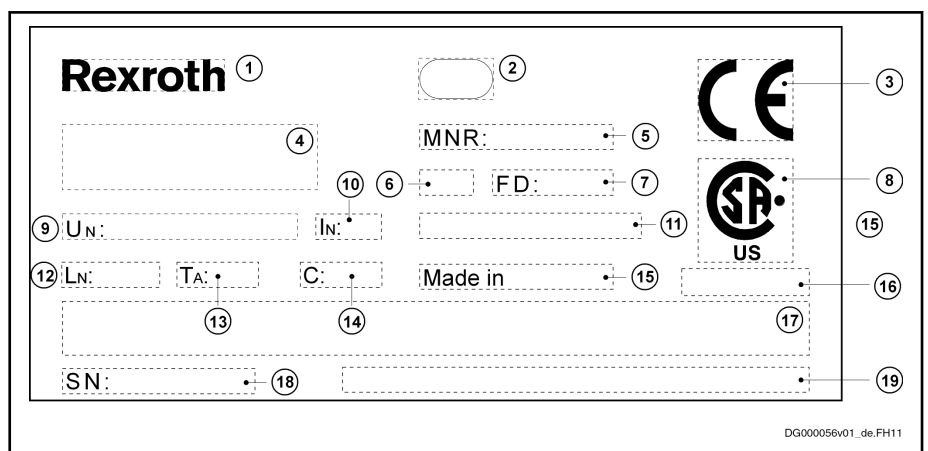 Rexroth 1 2 3
4 MNR: 5
10 6 FD: 7 8
9 UN: IN: 11 15
SA
US
12 LN: TA: C: Made in 15 16
13 14 17
SN: 18 19
DG000056v01_de.FH11